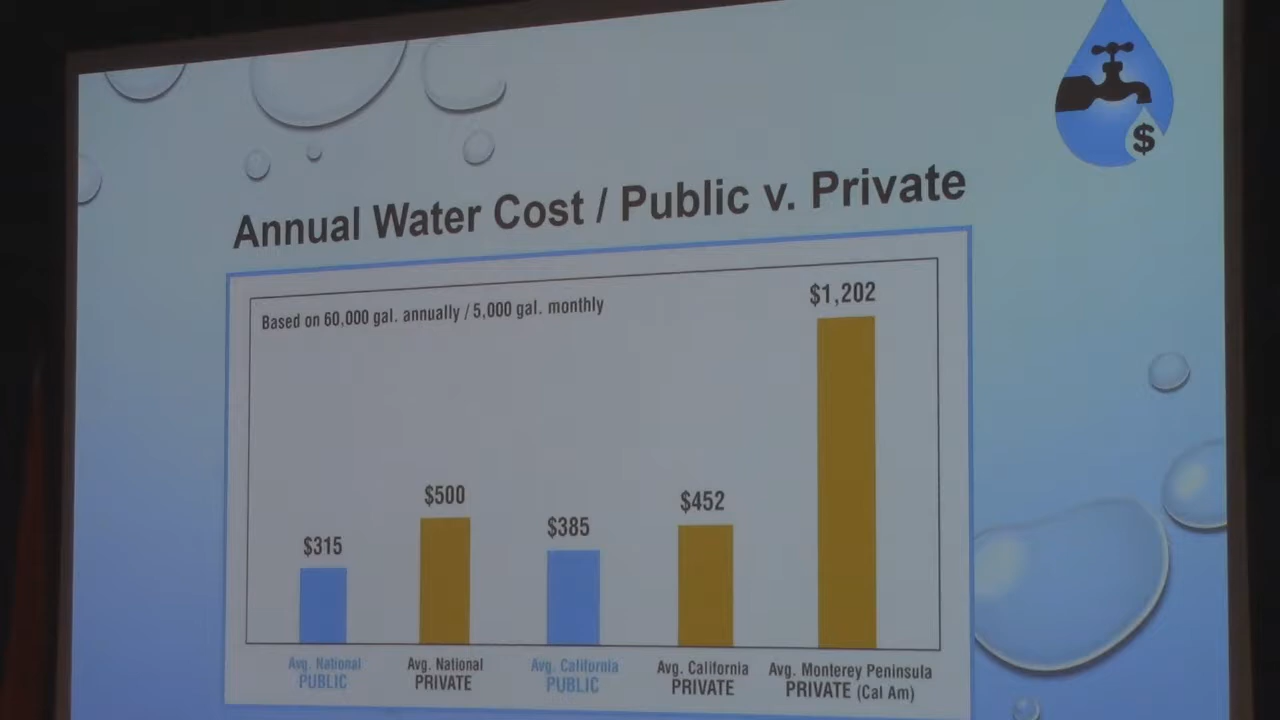 $
Annual Water Cost / Public v. Private
Based on 60,000 gal. annually / 5,000 gal. monthly
$1,202
$500
$452
$385
$315
Avg. National
PUBLIC
Avg. National
PRIVATE
Avg. California
PUBLIC
Avg. California
PRIVATE
Avg. Monterey Peninsula
PRIVATE (Cal Am)